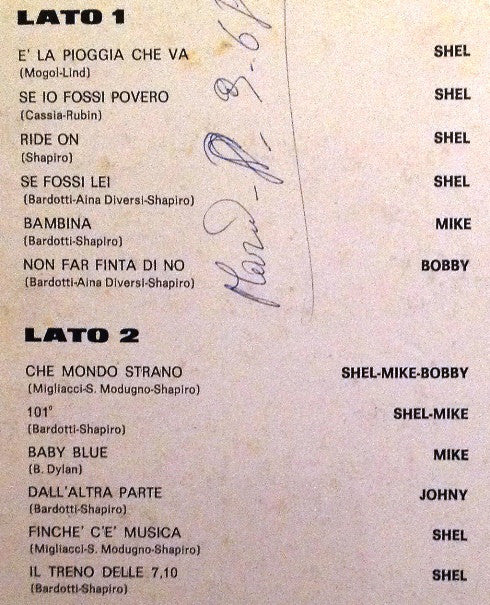 LATO 1
E' LA PIOGGIA CHE VA SHEL
(Mogol-Lind)
SE IO FOSSI POVERO SHEL
(Cassia-Rubin)
RIDE ON SHEL
(Shapiro)
SE FOSSI LEI SHEL
(Bardotti-Aina Diversi-Shapiro)
BAMBINA MIKE
(Bardotti-Shapiro)
NON FAR FINTA DI NO BOBBY
(Bardotti-Aina Diversi-Shapiro)
LATO 2
CHE MONDO STRANO SHEL-MIKE-BOBBY
(Migliacci-S. Modugno-Shapiro)
101° SHEL-MIKE
(Bardotti-Shapiro)
BABY BLUE MIKE
(B. Dylan)
DALL'ALTRA PARTE JOHNY
(Bardotti-Shapiro)
FINCHE' C'E' MUSICA SHEL
(Migliacci-S. Modugno-Shapiro)
IL TRENO DELLE 7,10 SHEL
(Bardotti-Shapiro)